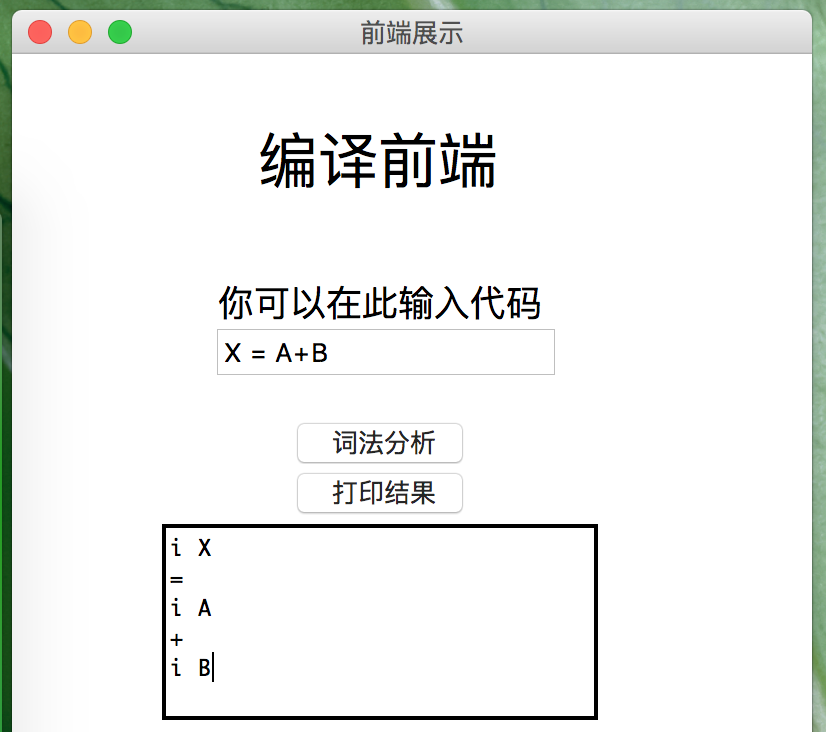 前端展示
编译前端
你可以在此输入代码
X = A+B
词法分析
打印结果
i X
=
i A
+
i B